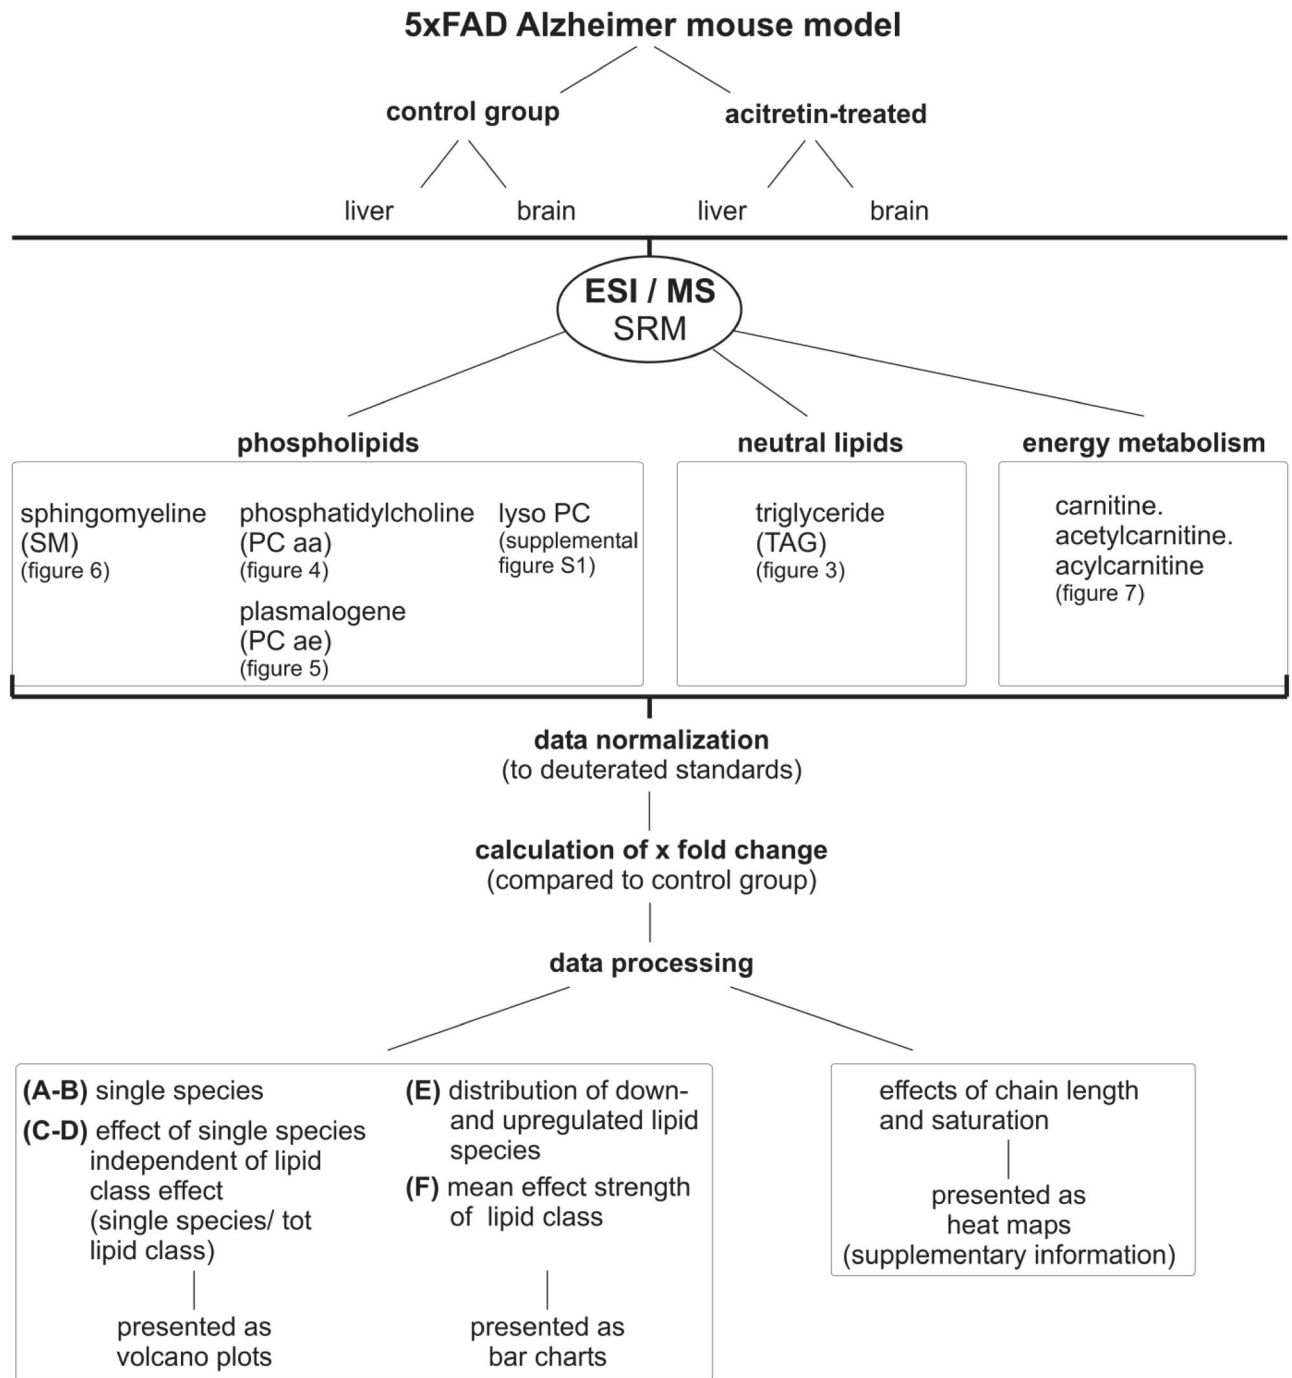 5xFAD Alzheimer mouse model
control group
acitretin-treated
liver
brain
liver
brain
ESI / MS
SRM
phospholipids
sphingomyeline
(SM)
(figure 6)
phosphatidylcholine
(PC aa)
(figure 4)
plasmalogene
(PC ae)
(figure 5)
lyso PC
(supplemental
figure S1)
neutral lipids
triglyceride
(TAG)
(figure 3)
energy metabolism
carnitine.
acetylcarnitine.
acylcarnitine
(figure 7)
data normalization
(to deuterated standards)
calculation of x fold change
(compared to control group)
data processing
(A-B) single species
(C-D) effect of single species
independent of lipid
class effect
(single species/ tot
lipid class)
presented as
volcano plots
(E) distribution of down-
and upregulated lipid
species
(F) mean effect strength
of lipid class
presented as
bar charts
effects of chain length
and saturation
presented as
heat maps
(supplementary information)